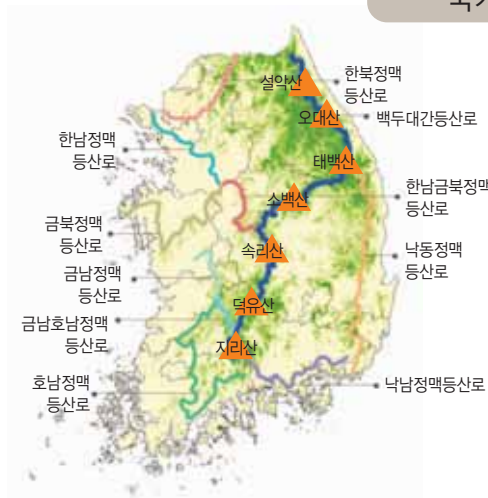 설악산
한북정맥
등산로
오대산
백두대간등산로
한남정맥
등산로
태백산
소백산
한남금북정맥
등산로
금북정맥
등산로
속리산
낙동정맥
등산로
금남정맥
등산로
덕유산
금남호남정맥
등산로
지리산
호남정맥
등산로
낙남정맥등산로